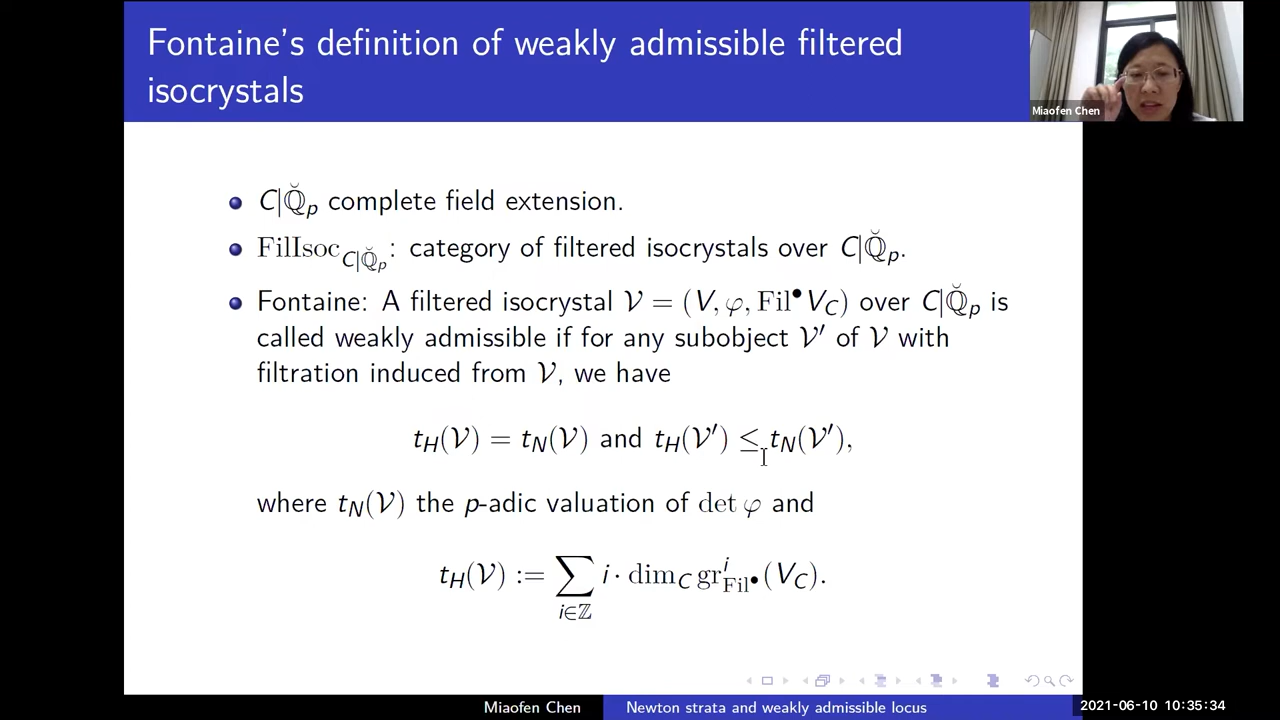 Fontaine's definition of weakly admissible filtered
isocrystals
Miaofen Chen
C|Q̆_p complete field extension.
FilIsoc_{C|Q̆_p}: category of filtered isocrystals over C|Q̆_p.
Fontaine: A filtered isocrystal 𝒱 = (V, φ, Fil^•V_C) over C|Q̆_p is
called weakly admissible if for any subobject 𝒱′ of 𝒱 with
filtration induced from 𝒱, we have
t_H(𝒱) = t_N(𝒱) and t_H(𝒱′) ≤ t_N(𝒱′),
where t_N(𝒱) the p-adic valuation of det φ and
t_H(𝒱) := ∑_{i∈ℤ} i · dim_C gr^i_{Fil^•}(V_C).
Miaofen Chen Newton strata and weakly admissible locus
2021-06-10 10:35:34